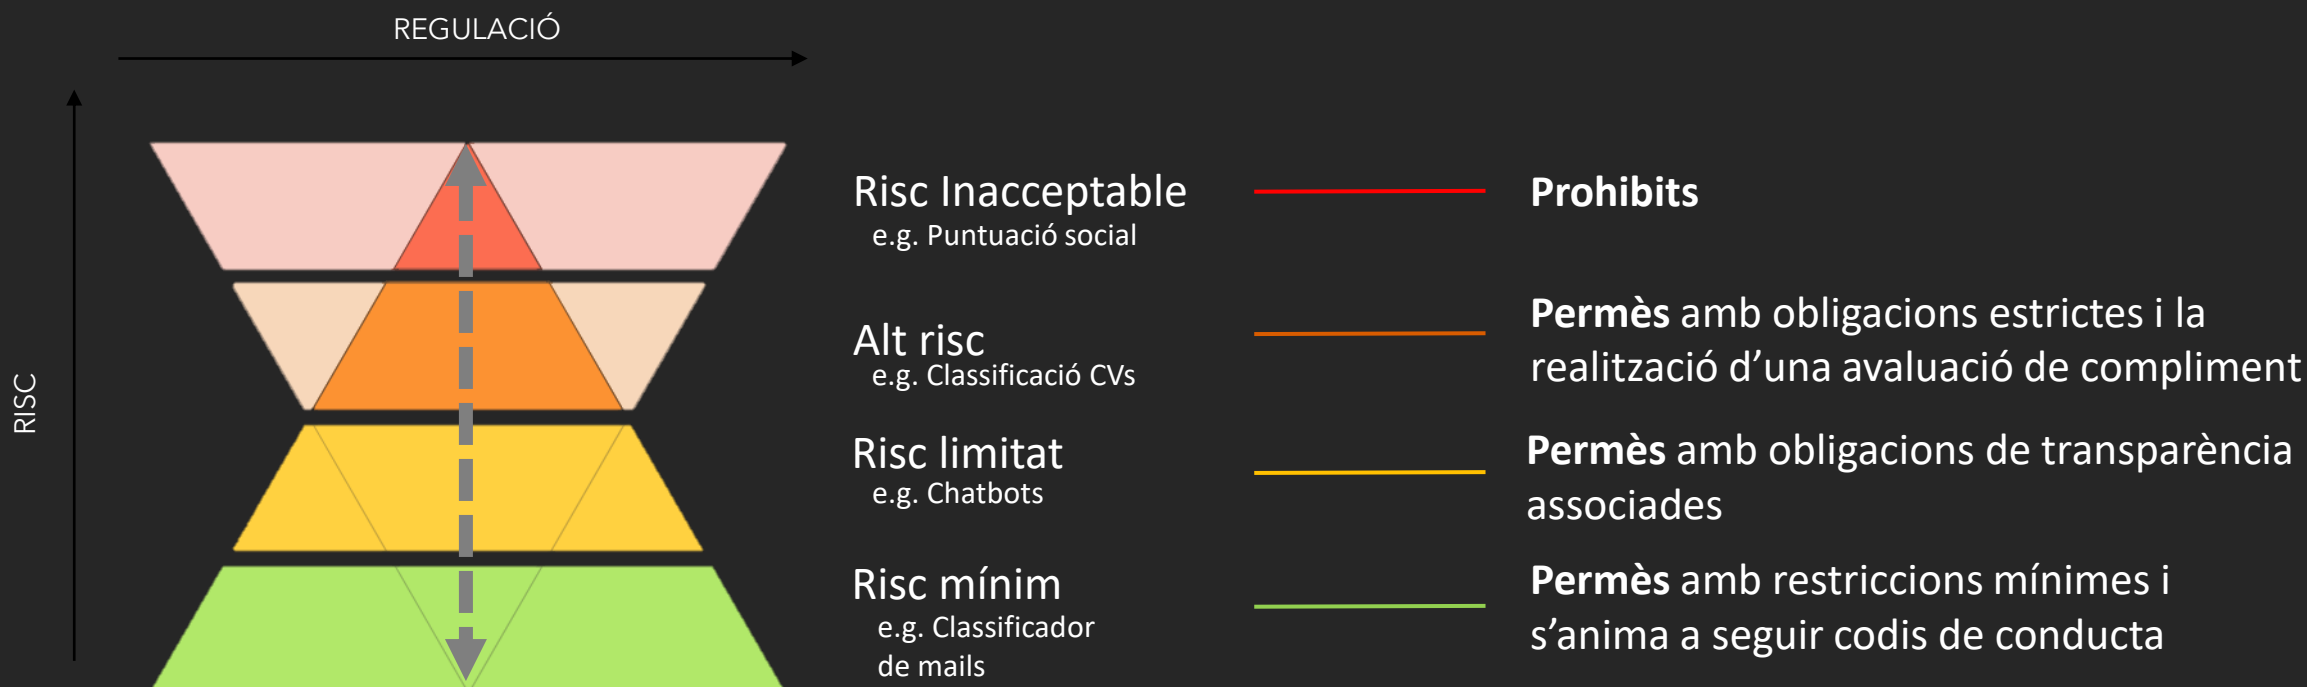 REGULACIÓ
RISC
Risc Inacceptable
e.g. Puntuació social
Prohibits
Alt risc
e.g. Classificació CVs
Permès amb obligacions estrictes i la
realització d’una avaluació de compliment
Risc limitat
e.g. Chatbots
Permès amb obligacions de transparència
associades
Risc mínim
e.g. Classificador
de mails
Permès amb restriccions mínimes i
s’anima a seguir codis de conducta